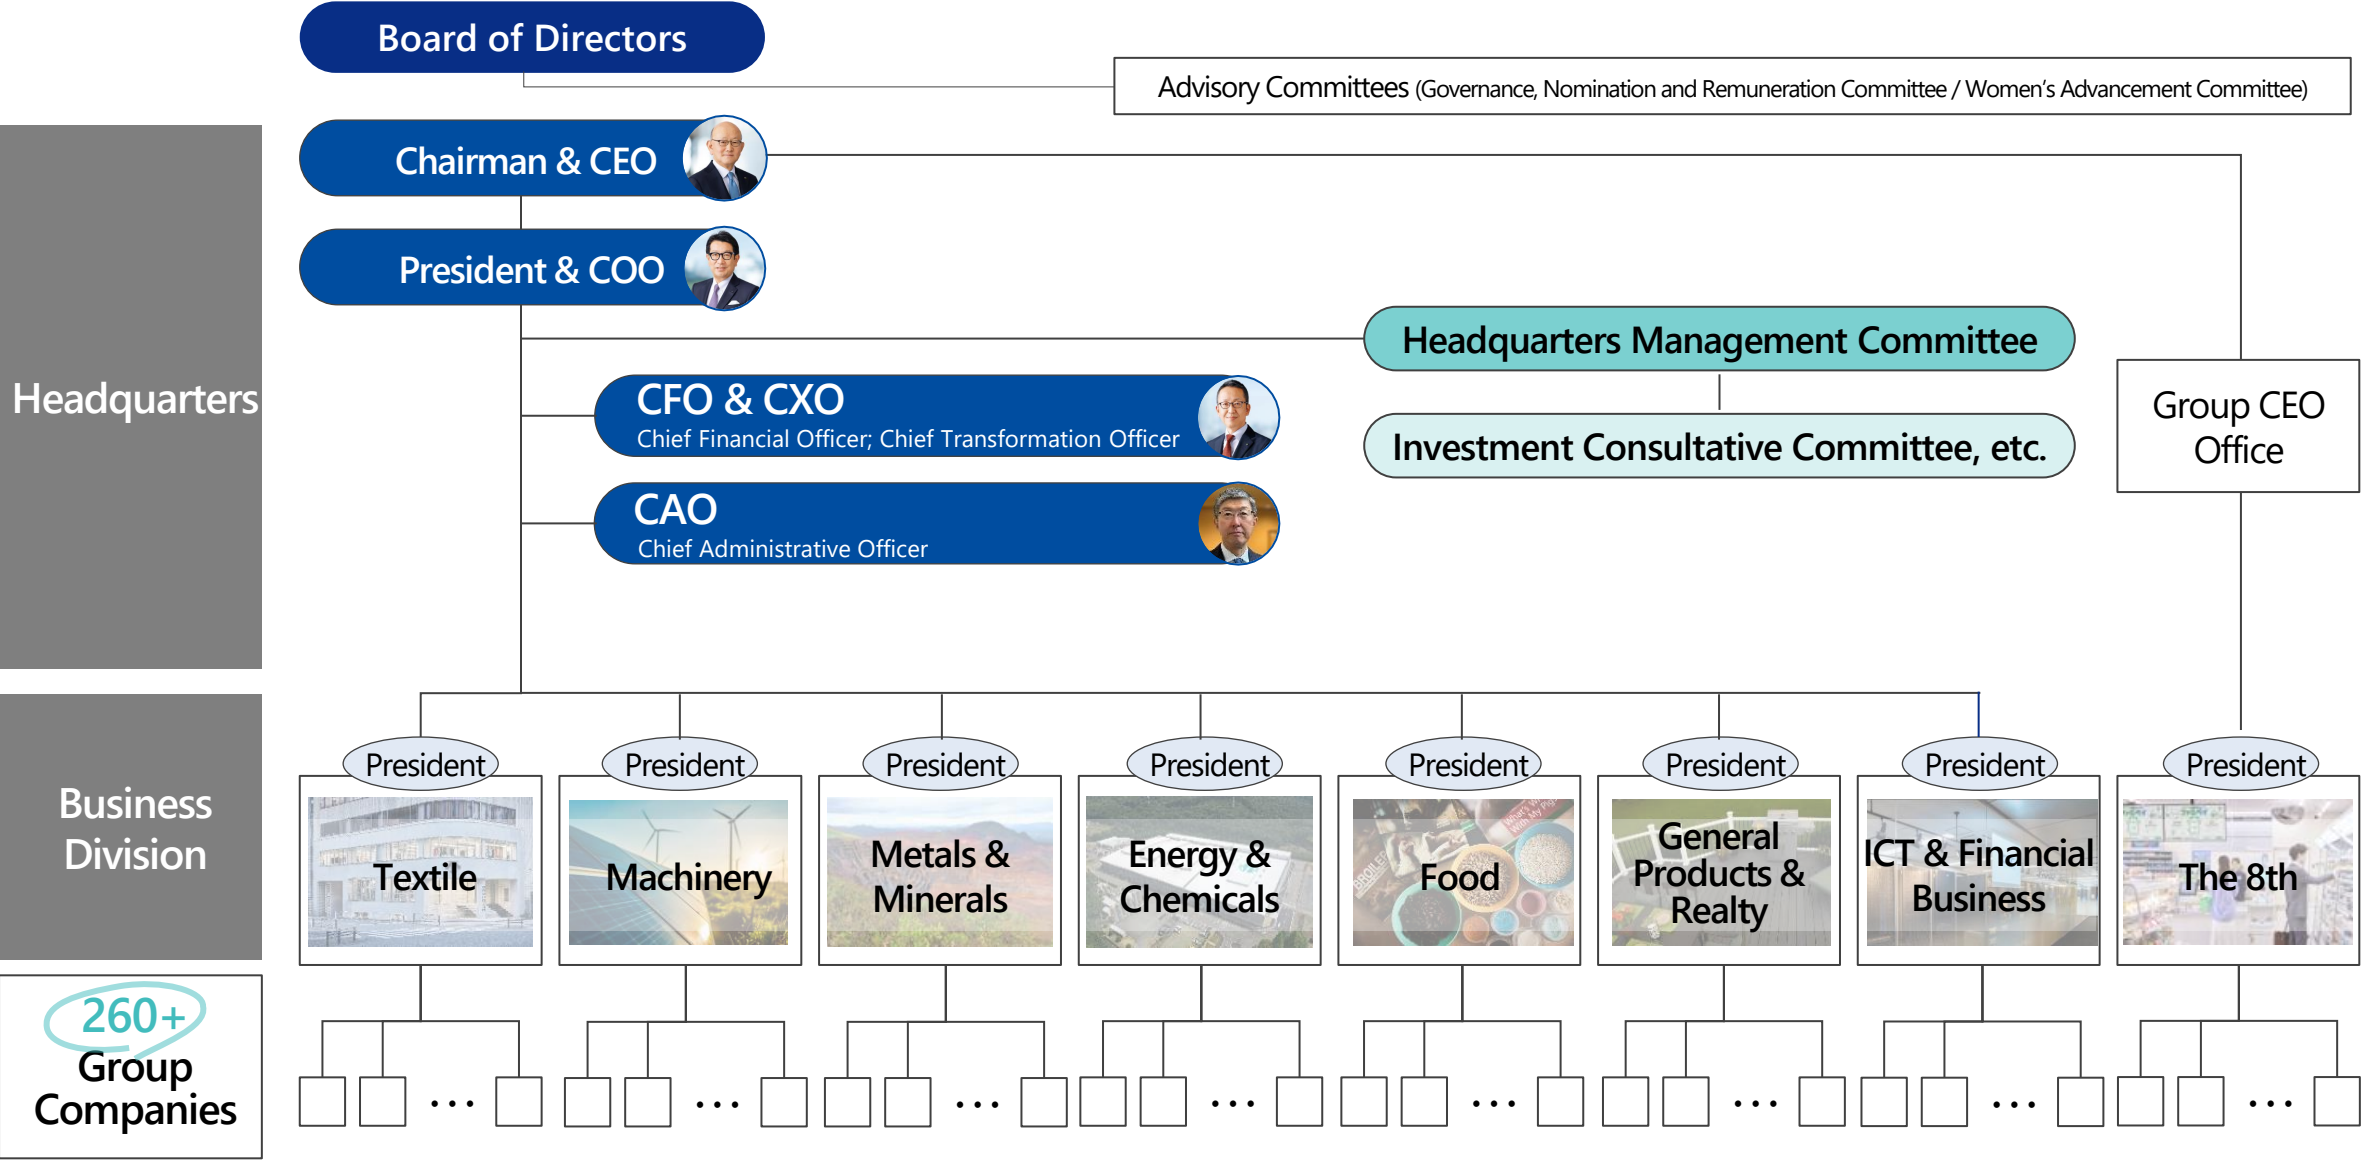 Board of Directors
Advisory Committees (Governance, Nomination and Remuneration Committee / Women's Advancement Committee)
Headquarters
Chairman & CEO
President & COO
Headquarters Management Committee
CFO & CXO
Chief Financial Officer; Chief Transformation Officer
Investment Consultative Committee, etc.
Group CEO
Office
CAO
Chief Administrative Officer
Business
Division
President
President
President
President
President
President
President
President
Textile
Machinery
Metals &
Minerals
Energy &
Chemicals
Food
General
Products &
Realty
ICT & Financial
Business
The 8th
260+
Group
Companies
... ... ... ... ... ... ... ...